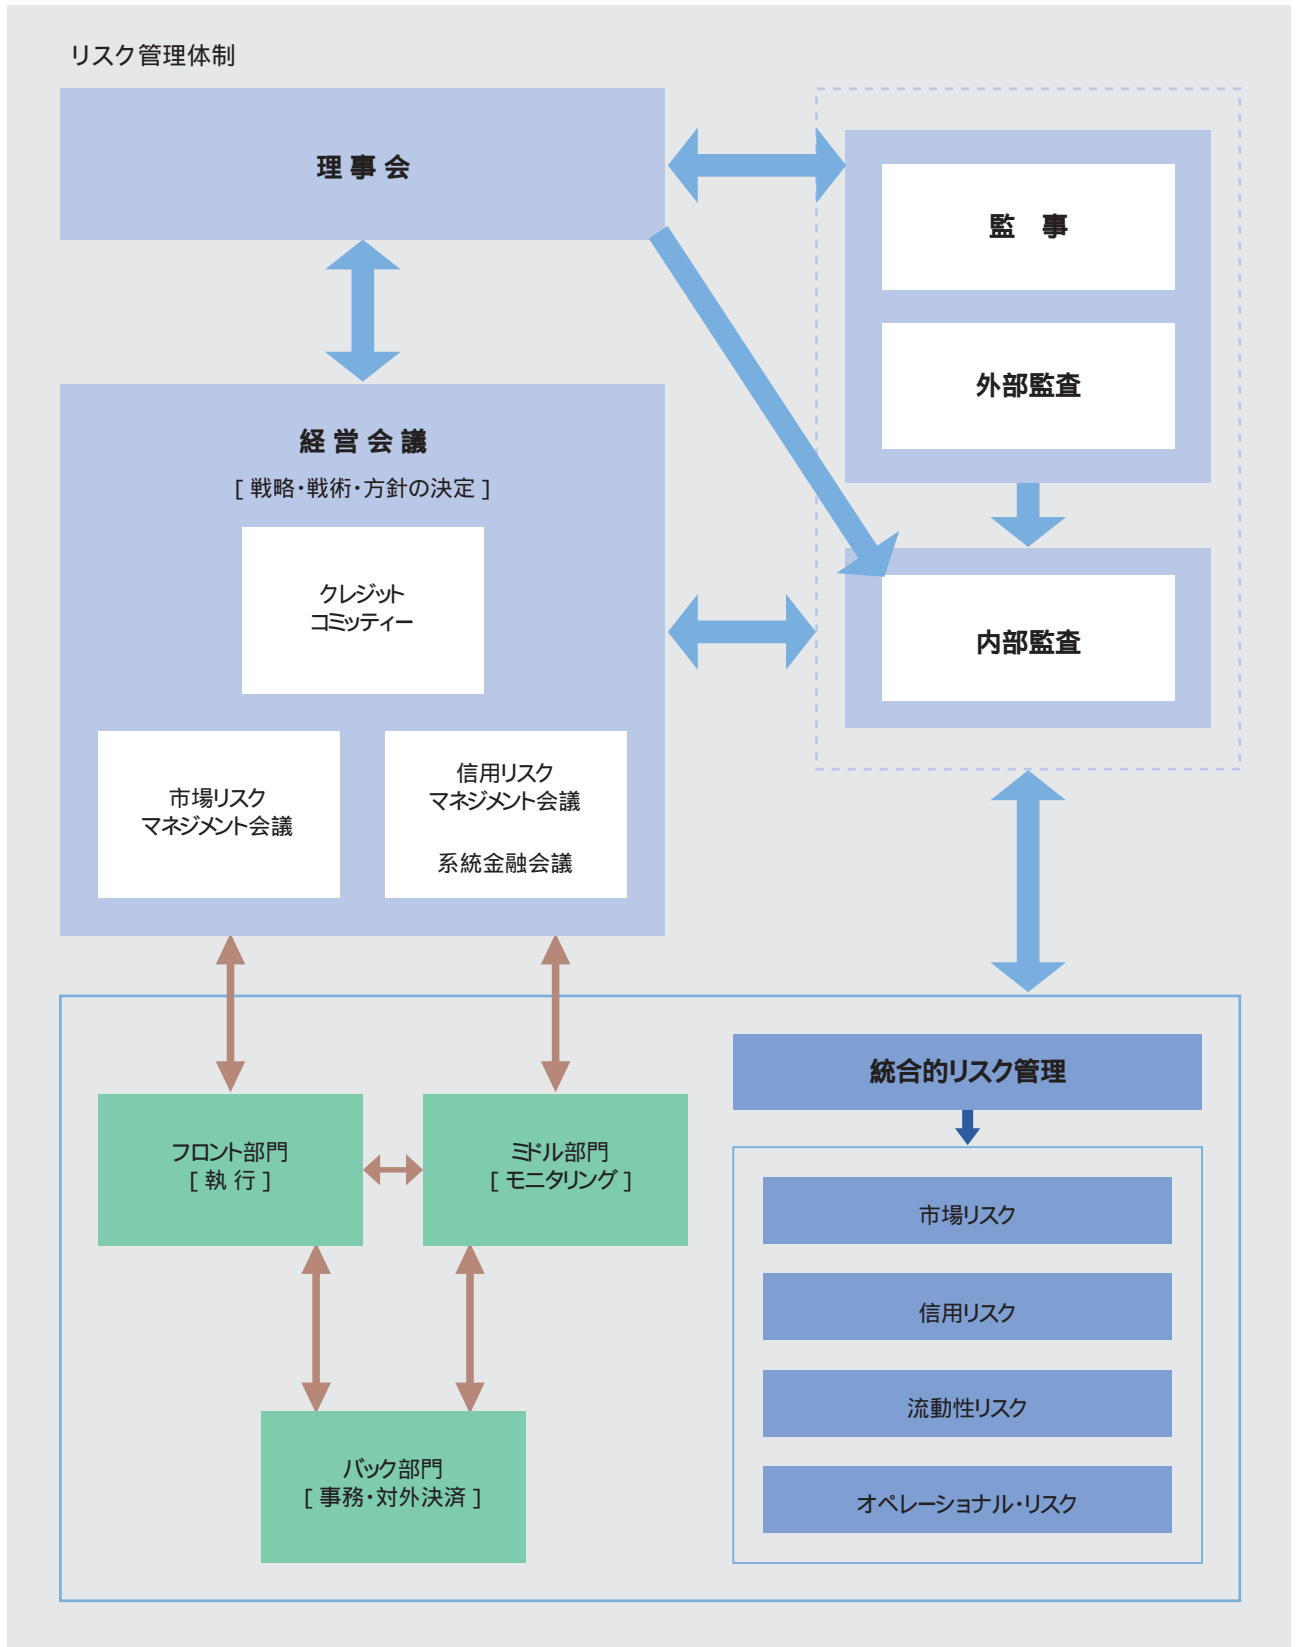 リスク管理体制
理事会
監 事
外部監査
経営会議
[ 戦略・戦術・方針の決定 ]
クレジット
コミッティー
内部監査
市場リスク
マネジメント会議
信用リスク
マネジメント会議
系統金融会議
統合的リスク管理
フロント部門
[ 執行 ]
ミドル部門
[ モニタリング ]
市場リスク
信用リスク
流動性リスク
オペレーショナル・リスク
バック部門
[ 事務・対外決済 ]